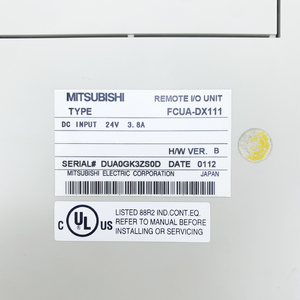 MITSUBISHI REMOTE I/O UNIT
TYPE FCUA-DX111
DC INPUT 24V 3.8A
H/W VER. B
SERIAL# DUA0GK3ZS0D DATE 0112
MITSUBISHI ELECTRIC CORPORATION JAPAN
C UL US
LISTED 88R2 IND.CONT.EQ.
REFER TO MANUAL BEFORE
INSTALLING OR SERVICING